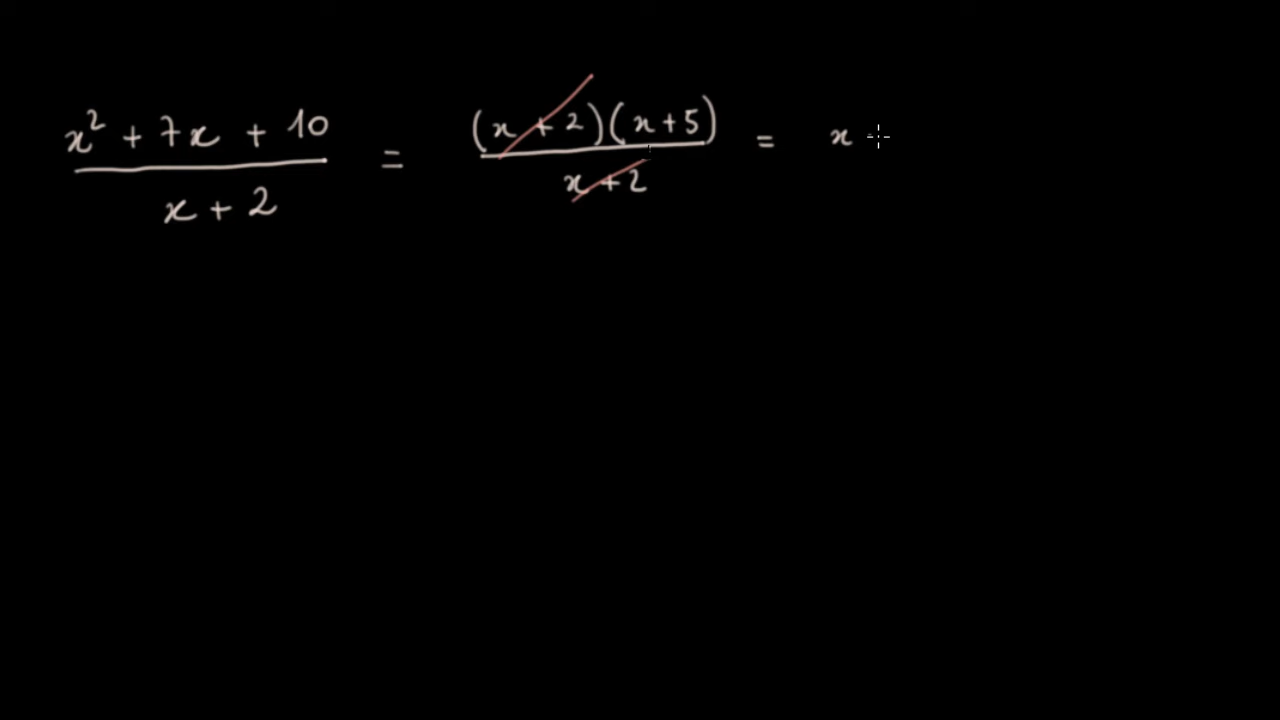 x² + 7x + 10 / x + 2 = (x + 2)(x + 5) / x + 2 = x +